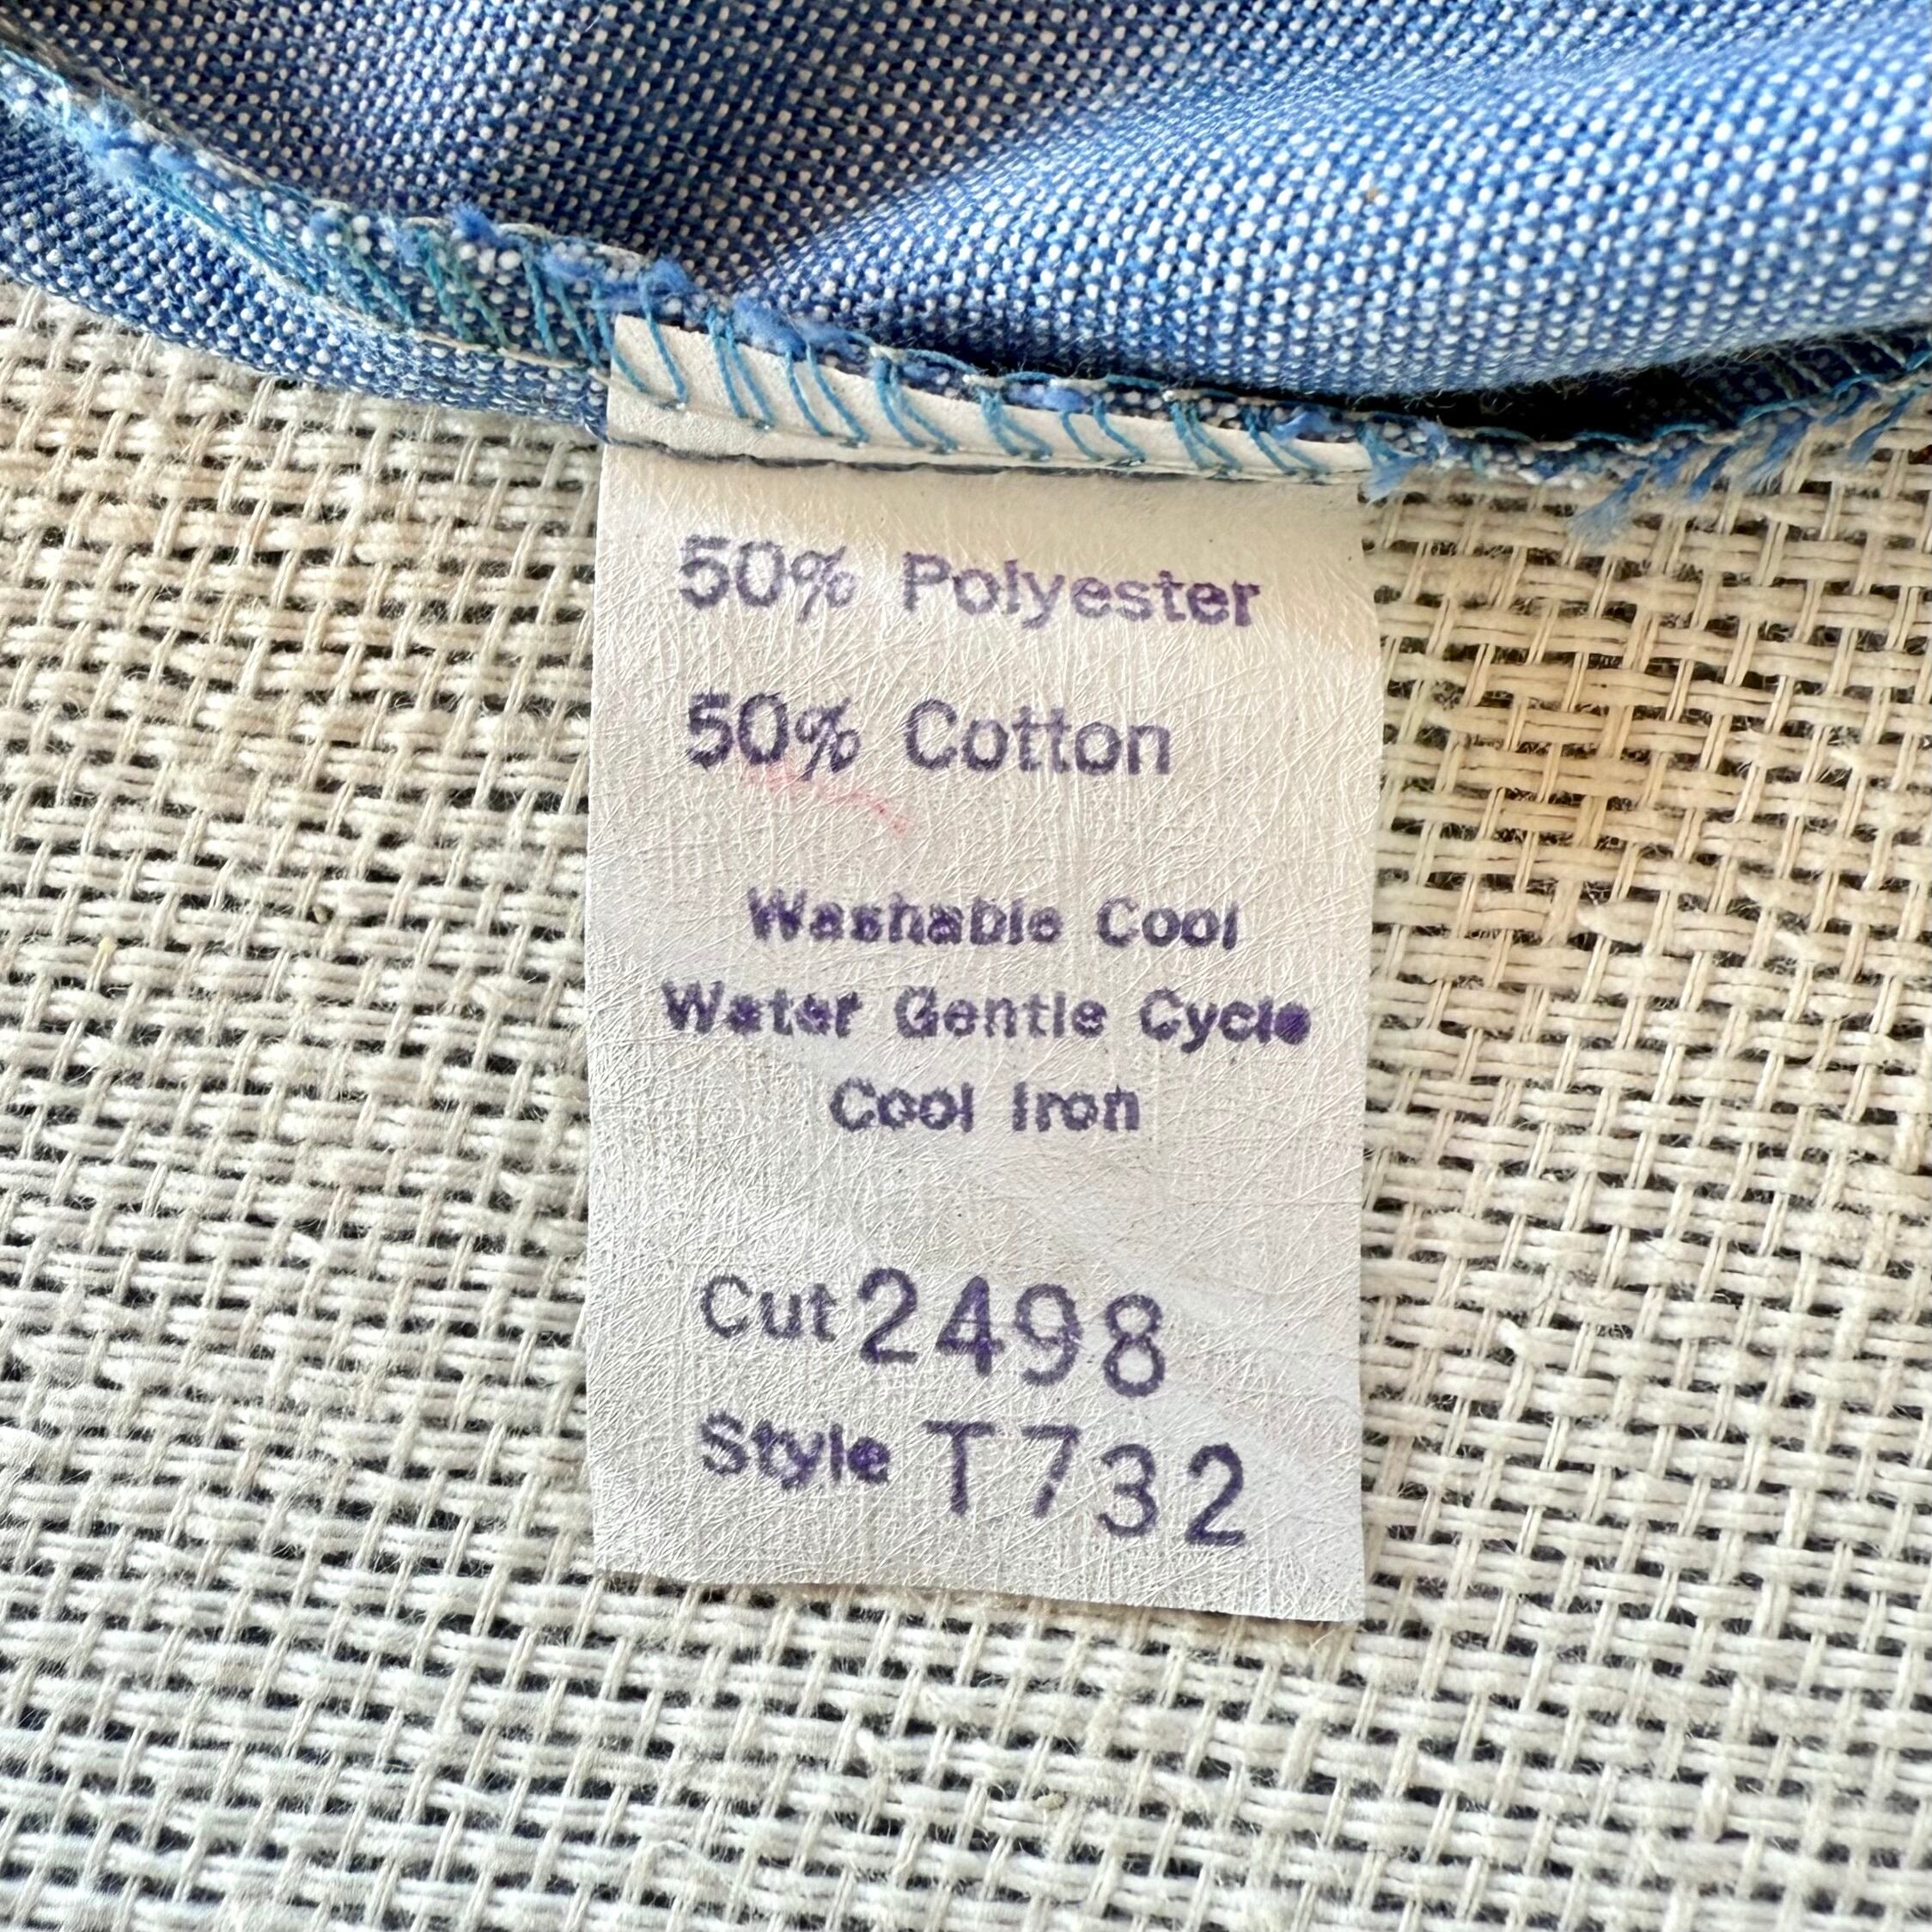 50% Polyester
50% Cotton
Washable Cool
Water Gentle Cycle
Cool Iron
Cut 2498
Style T732